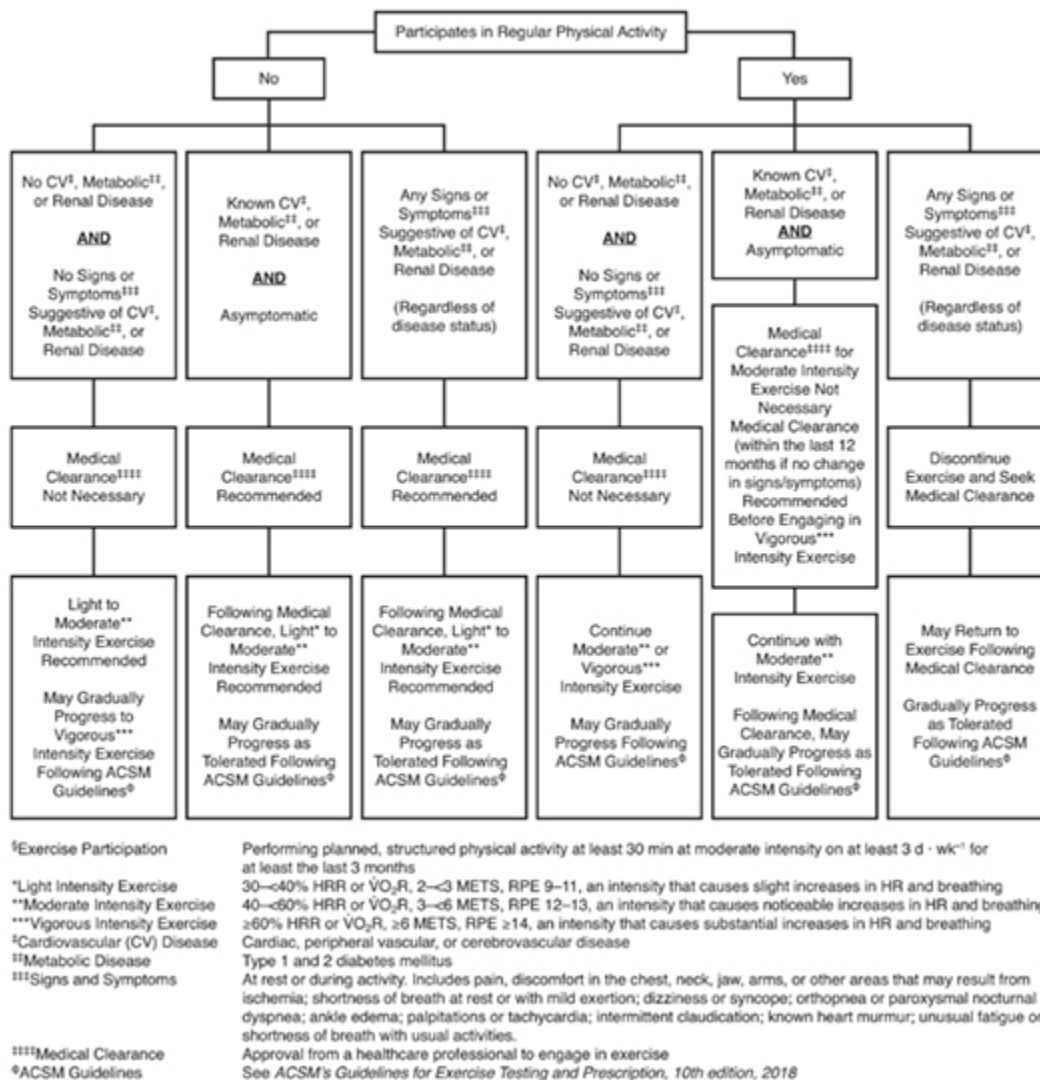 Participates in Regular Physical Activity
No
Yes
No CV‡, Metabolic‡‡,
or Renal Disease
AND
No Signs or
Symptoms‡‡‡
Suggestive of CV‡,
Metabolic‡‡, or
Renal Disease
Known CV‡,
Metabolic‡‡, or
Renal Disease
AND
Asymptomatic
Any Signs or
Symptoms‡‡‡
Suggestive of CV‡,
Metabolic‡‡, or
Renal Disease
(Regardless of
disease status)
No CV‡, Metabolic‡‡,
or Renal Disease
AND
No Signs or
Symptoms‡‡‡
Suggestive of CV‡,
Metabolic‡‡, or
Renal Disease
Known CV‡,
Metabolic‡‡, or
Renal Disease
AND
Asymptomatic
Any Signs or
Symptoms‡‡‡
Suggestive of CV‡,
Metabolic‡‡, or
Renal Disease
(Regardless of
disease status)
Medical
Clearance‡‡‡‡
Not Necessary
Medical
Clearance‡‡‡‡
Recommended
Medical
Clearance‡‡‡‡
Recommended
Medical
Clearance‡‡‡‡
Not Necessary
Medical
Clearance‡‡‡‡ for
Moderate Intensity
Exercise Not
Necessary
Medical Clearance
(within the last 12
months if no change
in signs/symptoms)
Recommended
Before Engaging in
Vigorous***
Intensity Exercise
Discontinue
Exercise and Seek
Medical Clearance
Light to
Moderate**
Intensity Exercise
Recommended
May Gradually
Progress to
Vigorous***
Intensity Exercise
Following ACSM
Guidelinesᶲ
Following Medical
Clearance, Light* to
Moderate**
Intensity Exercise
Recommended
May Gradually
Progress as
Tolerated Following
ACSM Guidelinesᶲ
Following Medical
Clearance, Light* to
Moderate**
Intensity Exercise
Recommended
May Gradually
Progress as
Tolerated Following
ACSM Guidelinesᶲ
Continue
Moderate** or
Vigorous***
Intensity Exercise
May Gradually
Progress Following
ACSM Guidelinesᶲ
Continue with
Moderate**
Intensity Exercise
Following Medical
Clearance, May
Gradually Progress as
Tolerated Following
ACSM Guidelinesᶲ
May Return to
Exercise Following
Medical Clearance
Gradually Progress
as Tolerated
Following ACSM
Guidelinesᶲ
§Exercise Participation Performing planned, structured physical activity at least 30 min at moderate intensity on at least 3 d · wk⁻¹ for
at least the last 3 months
*Light Intensity Exercise 30–<40% HRR or V̇O₂R, 2–<3 METS, RPE 9–11, an intensity that causes slight increases in HR and breathing
**Moderate Intensity Exercise 40–<60% HRR or V̇O₂R, 3–<6 METS, RPE 12–13, an intensity that causes noticeable increases in HR and breathing
***Vigorous Intensity Exercise ≥60% HRR or V̇O₂R, ≥6 METS, RPE ≥14, an intensity that causes substantial increases in HR and breathing
‡Cardiovascular (CV) Disease Cardiac, peripheral vascular, or cerebrovascular disease
‡‡Metabolic Disease Type 1 and 2 diabetes mellitus
‡‡‡Signs and Symptoms At rest or during activity. Includes pain, discomfort in the chest, neck, jaw, arms, or other areas that may result from
ischemia; shortness of breath at rest or with mild exertion; dizziness or syncope; orthopnea or paroxysmal nocturnal
dyspnea; ankle edema; palpitations or tachycardia; intermittent claudication; known heart murmur; unusual fatigue or
shortness of breath with usual activities.
‡‡‡‡Medical Clearance Approval from a healthcare professional to engage in exercise
ᶲACSM Guidelines See ACSM's Guidelines for Exercise Testing and Prescription, 10th edition, 2018